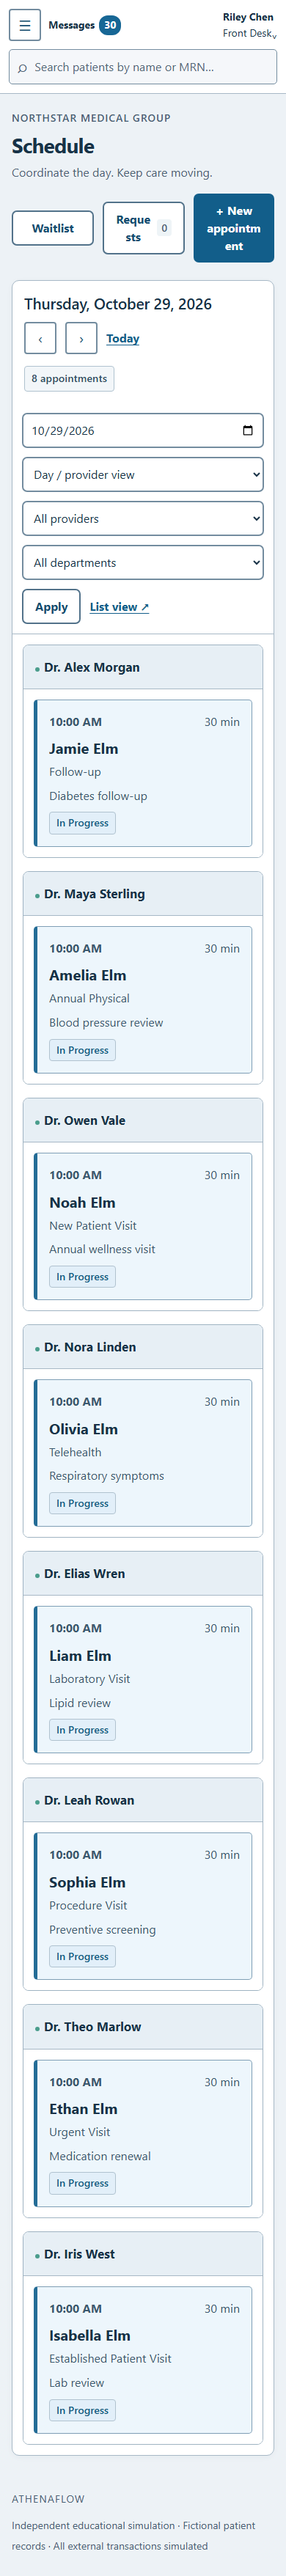 ☰ Messages 30
Riley Chen
Front Desk
Search patients by name or MRN...
NORTHSTAR MEDICAL GROUP
Schedule
Coordinate the day. Keep care moving.
Waitlist
Reque
sts
0
+ New
appointm
ent
Thursday, October 29, 2026
‹ › Today
8 appointments
10/29/2026
Day / provider view
All providers
All departments
Apply List view ↗
Dr. Alex Morgan
10:00 AM 30 min
Jamie Elm
Follow-up
Diabetes follow-up
In Progress
Dr. Maya Sterling
10:00 AM 30 min
Amelia Elm
Annual Physical
Blood pressure review
In Progress
Dr. Owen Vale
10:00 AM 30 min
Noah Elm
New Patient Visit
Annual wellness visit
In Progress
Dr. Nora Linden
10:00 AM 30 min
Olivia Elm
Telehealth
Respiratory symptoms
In Progress
Dr. Elias Wren
10:00 AM 30 min
Liam Elm
Laboratory Visit
Lipid review
In Progress
Dr. Leah Rowan
10:00 AM 30 min
Sophia Elm
Procedure Visit
Preventive screening
In Progress
Dr. Theo Marlow
10:00 AM 30 min
Ethan Elm
Urgent Visit
Medication renewal
In Progress
Dr. Iris West
10:00 AM 30 min
Isabella Elm
Established Patient Visit
Lab review
In Progress
ATHENAFLOW
Independent educational simulation · Fictional patient
records · All external transactions simulated